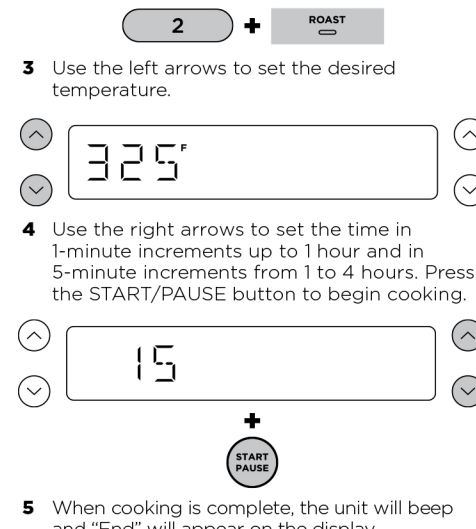 2 + ROAST
3 Use the left arrows to set the desired
temperature.
325F
4 Use the right arrows to set the time in
1-minute increments up to 1 hour and in
5-minute increments from 1 to 4 hours. Press
the START/PAUSE button to begin cooking.
15
+
START
PAUSE
5 When cooking is complete, the unit will beep
and “End” will appear on the display.